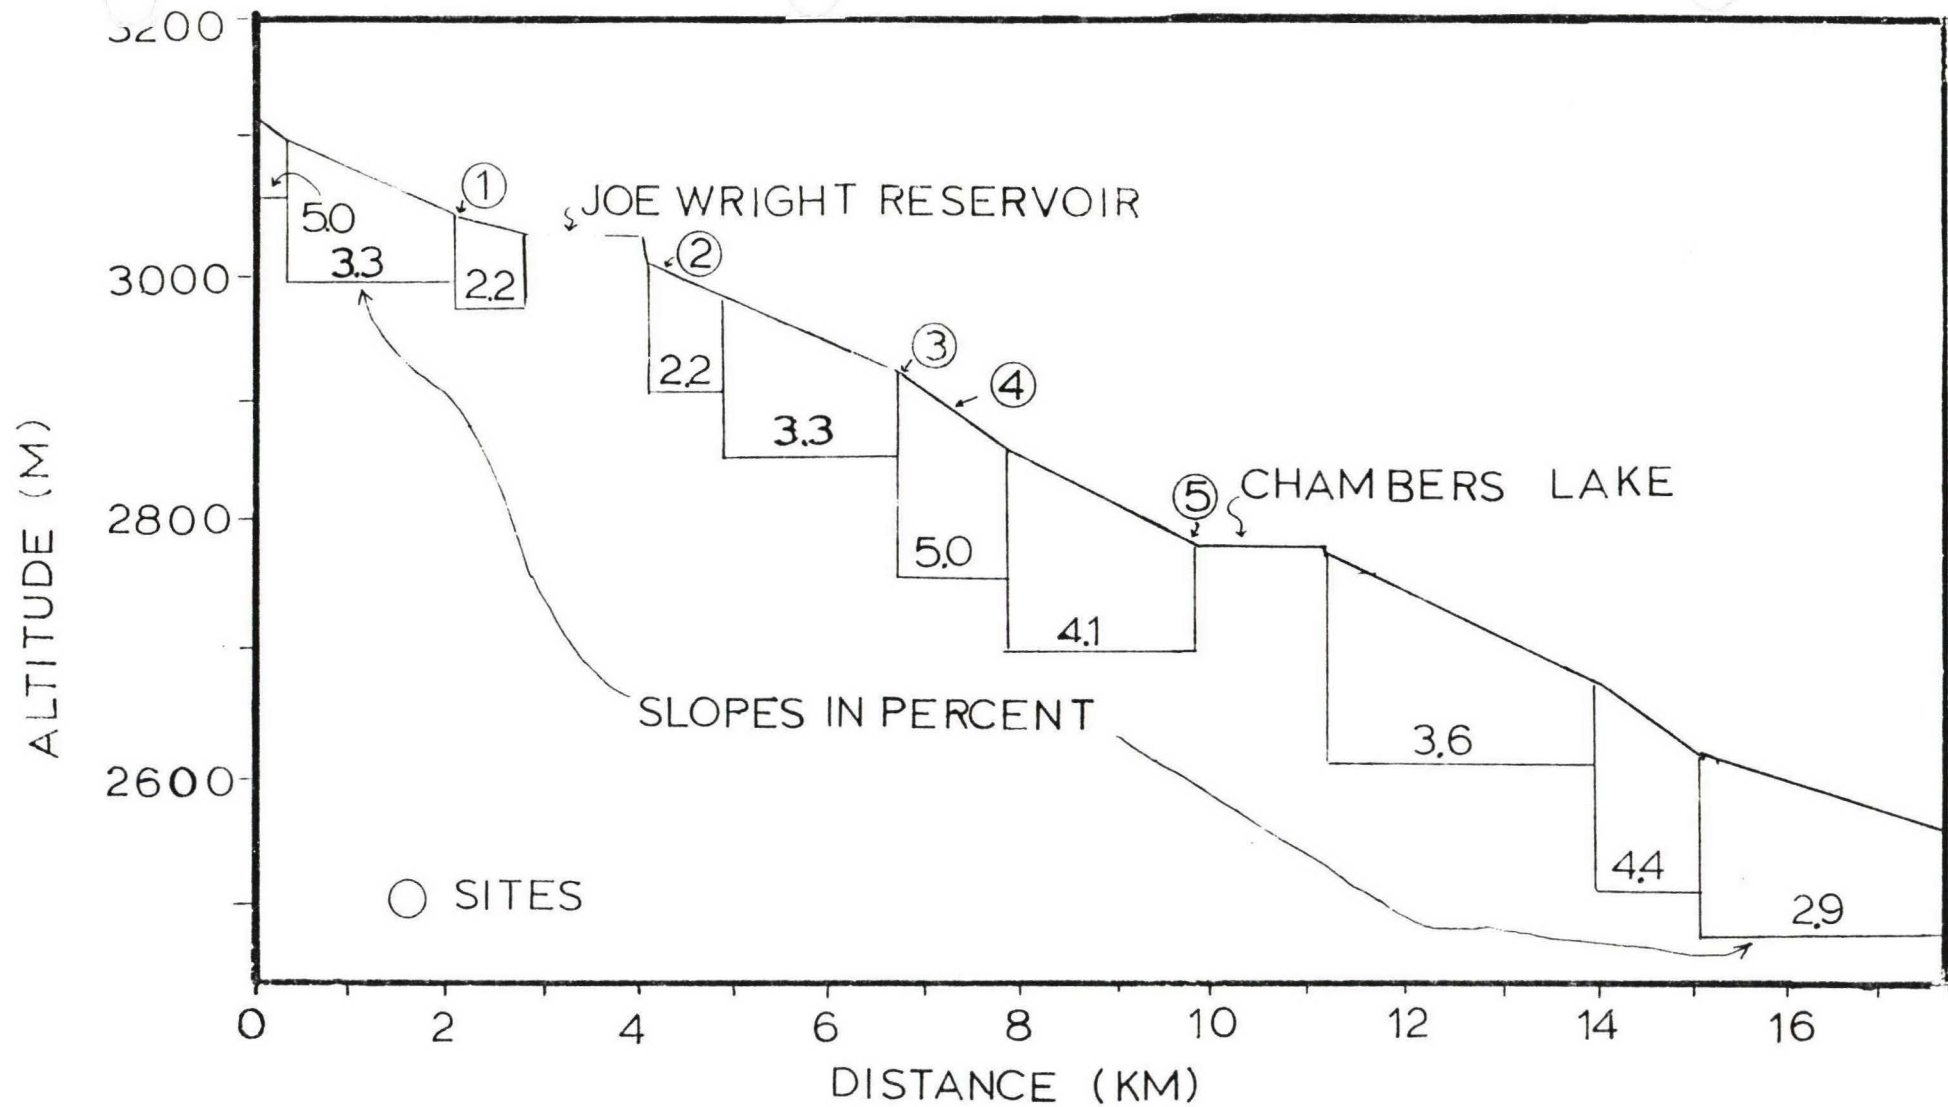 3200
①
JOE WRIGHT RESERVOIR
5.0
②
3.3
3000
2.2
③
2.2
④
3.3
⑤
CHAMBERS LAKE
2800
5.0
4.1
SLOPES IN PERCENT
3.6
2600
4.4
○ SITES
2.9
ALTITUDE (M)
0 2 4 6 8 10 12 14 16
DISTANCE (KM)